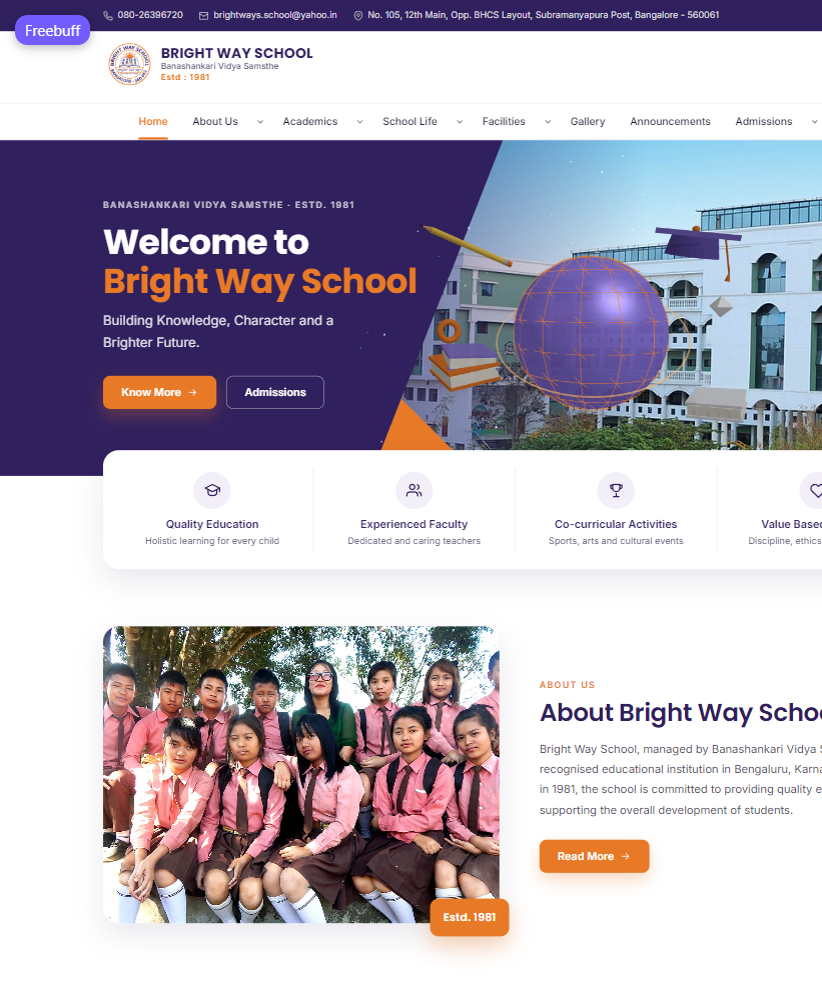 080-26396720
brightways.school@yahoo.in
No. 105, 12th Main, Opp. BHCS Layout, Subramanyapura Post, Bangalore - 560061
Freebuff
BRIGHT WAY SCHOOL
Banashankari Vidya Samsthe
Estd : 1981
Home
About Us
Academics
School Life
Facilities
Gallery
Announcements
Admissions
BANASHANKARI VIDYA SAMSTHE · ESTD. 1981
Welcome to
Bright Way School
Building Knowledge, Character and a
Brighter Future.
Know More →
Admissions
Quality Education
Holistic learning for every child
Experienced Faculty
Dedicated and caring teachers
Co-curricular Activities
Sports, arts and cultural events
Value Based
Discipline, ethics
ABOUT US
About Bright Way Schoo
Bright Way School, managed by Banashankari Vidya S
recognised educational institution in Bengaluru, Karna
in 1981, the school is committed to providing quality e
supporting the overall development of students.
Read More →
Estd. 1981